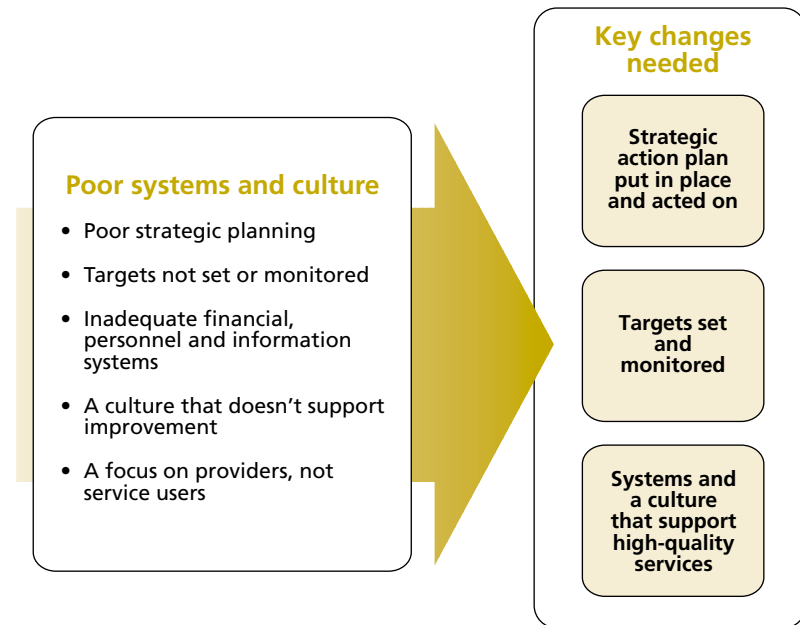 Poor systems and culture
• Poor strategic planning
• Targets not set or monitored
• Inadequate financial,
personnel and information
systems
• A culture that doesn't support
improvement
• A focus on providers, not
service users
Key changes
needed
Strategic
action plan
put in place
and acted on
Targets set
and
monitored
Systems and
a culture
that support
high-quality
services